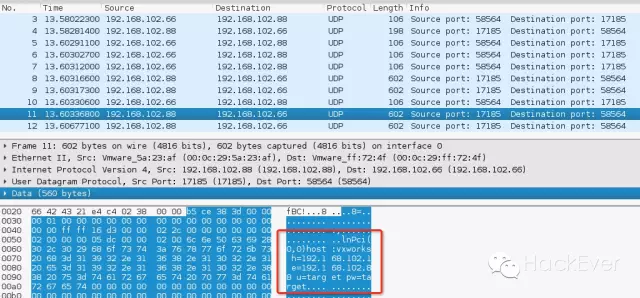 No. Time Source Destination Protocol Length Info
3 13.58022300 192.168.102.66 192.168.102.88 UDP 106 Source port: 58564 Destination port: 17185
4 13.58281400 192.168.102.88 192.168.102.66 UDP 198 Source port: 17185 Destination port: 58564
5 13.60291100 192.168.102.66 192.168.102.88 UDP 106 Source port: 58564 Destination port: 17185
6 13.60302700 192.168.102.66 192.168.102.88 UDP 106 Source port: 58564 Destination port: 17185
7 13.60312000 192.168.102.66 192.168.102.88 UDP 106 Source port: 58564 Destination port: 17185
8 13.60316600 192.168.102.88 192.168.102.66 UDP 602 Source port: 17185 Destination port: 58564
9 13.60317300 192.168.102.88 192.168.102.66 UDP 602 Source port: 17185 Destination port: 58564
10 13.60330600 192.168.102.66 192.168.102.88 UDP 106 Source port: 58564 Destination port: 17185
11 13.60336800 192.168.102.88 192.168.102.66 UDP 602 Source port: 17185 Destination port: 58564
12 13.60677100 192.168.102.88 192.168.102.66 UDP 602 Source port: 17185 Destination port: 58564
Frame 11: 602 bytes on wire (4816 bits), 602 bytes captured (4816 bits) on interface 0
Ethernet II, Src: Vmware_5a:23:af (00:0c:29:5a:23:af), Dst: Vmware_ff:72:4f (00:0c:29:ff:72:4f)
Internet Protocol Version 4, Src: 192.168.102.88 (192.168.102.88), Dst: 192.168.102.66 (192.168.102.66)
User Datagram Protocol, Src Port: 17185 (17185), Dst Port: 58564 (58564)
Data (560 bytes)
0020 66 42 43 21 e4 c4 02 38 00 00 b5 ce 38 3d 00 00 fBC!...8 ....8=..
0030 00 01 00 00 00 00 00 00 00 00 00 00 00 00 00 00
0040 00 00 ff ff 16 d3 00 00 02 2c 00 00 00 00 00 00
0050 02 00 00 00 00 05 dc 00 00 02 00 6c 6e 50 63 69 ...lnPci
0060 30 2c 30 29 68 6f 73 74 3a 76 78 77 6f 72 6b 73 0,0)host :vxworks
0070 20 68 3d 31 39 32 2e 31 36 38 2e 31 30 32 2e 31 h=192.1 68.102.1
0080 20 65 3d 31 39 32 2e 31 36 38 2e 31 30 32 2e 38 e=192.1 68.102.8
0090 38 20 75 3d 74 61 72 67 65 74 20 70 77 3d 74 61 8 u=targ et pw=ta
00a0 72 67 65 74 00 00 00 00 00 00 00 00 00 00 00 00 rget....
HackEver